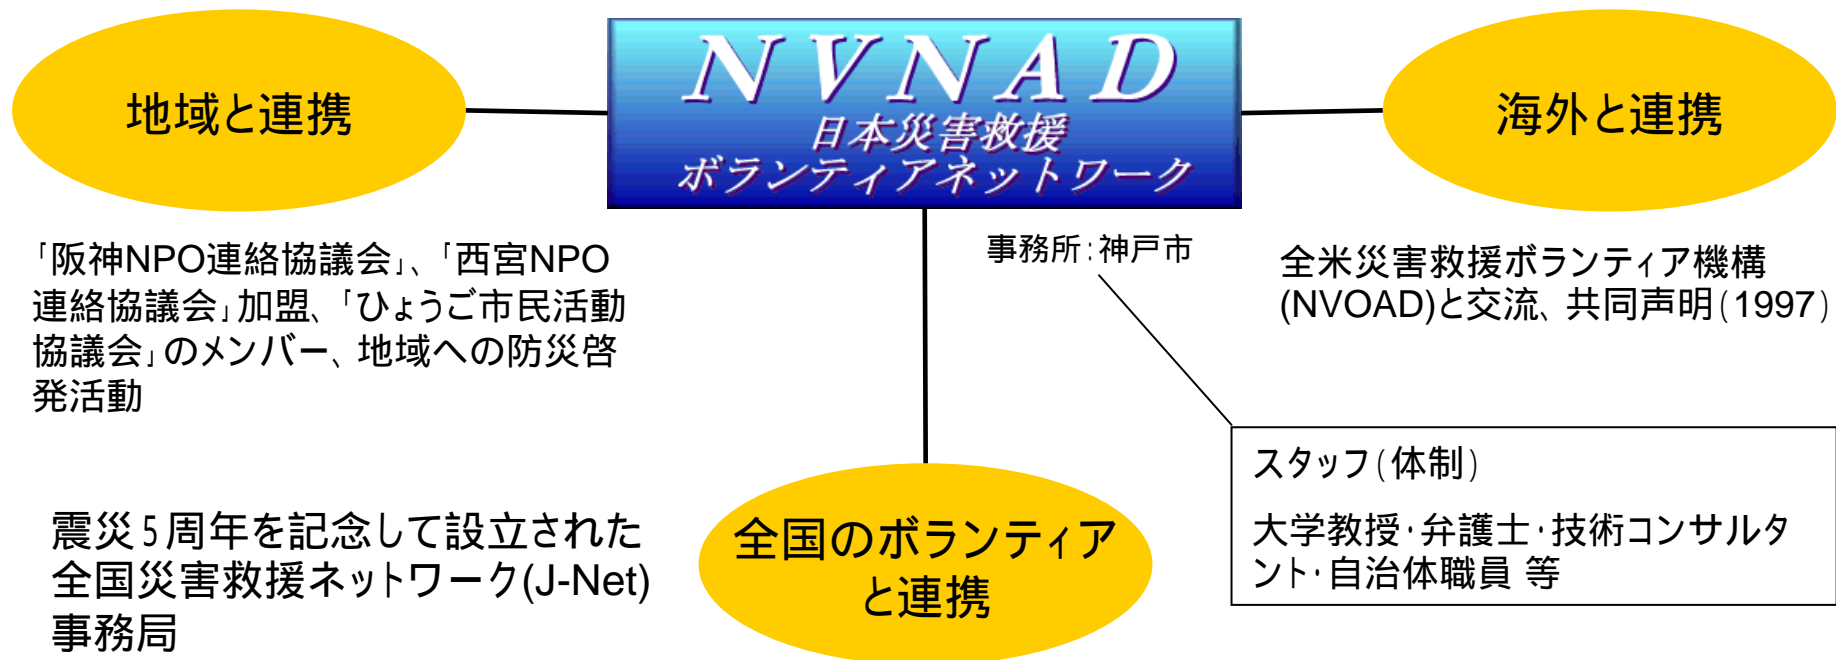 NVNAD
日本災害救援
ボランティアネットワーク
地域と連携
海外と連携
「阪神NPO連絡協議会」、「西宮NPO
連絡協議会」加盟、「ひょうご市民活動
協議会」のメンバー、地域への防災啓
発活動
事務所:神戸市
全米災害救援ボランティア機構
(NVOAD)と交流、共同声明(1997)
スタッフ(体制)
大学教授・弁護士・技術コンサルタ
ント・自治体職員 等
震災5周年を記念して設立された
全国災害救援ネットワーク(J-Net)
事務局
全国のボランティア
と連携